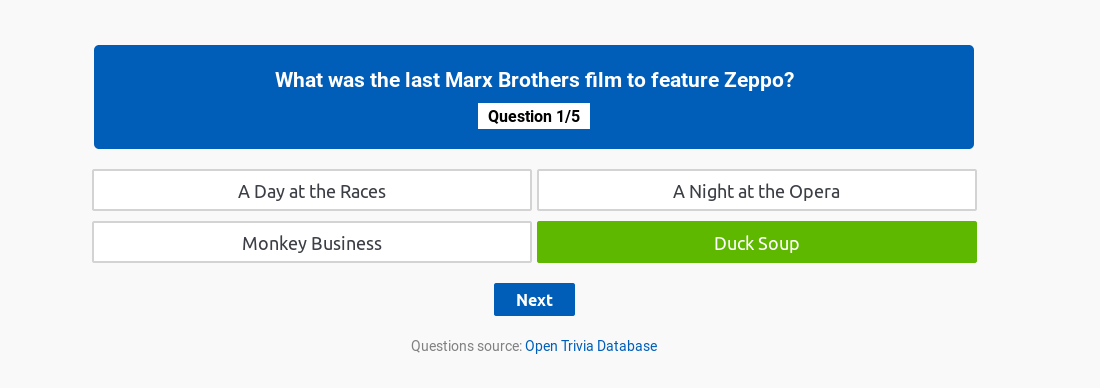 What was the last Marx Brothers film to feature Zeppo?
Question 1/5
A Day at the Races
A Night at the Opera
Monkey Business
Duck Soup
Next
Questions source: Open Trivia Database